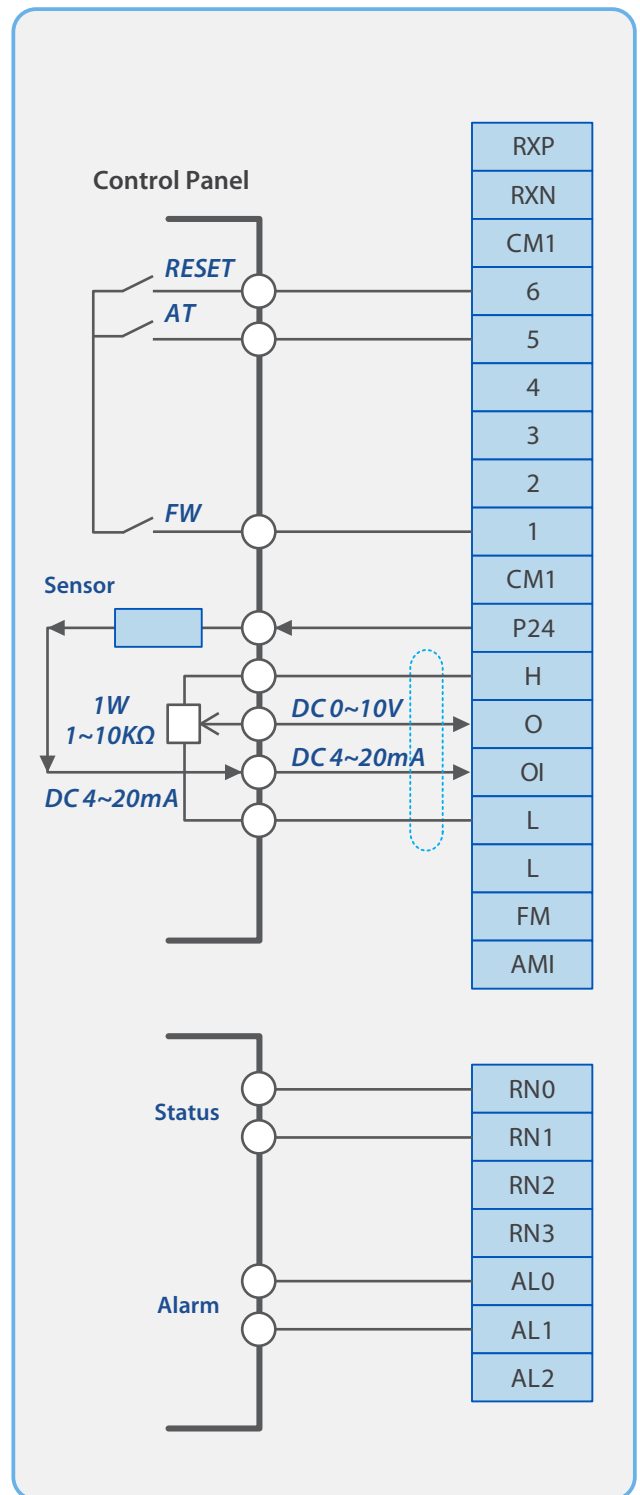 RXP
Control Panel
RXN
CM1
RESET
6
AT
5
4
3
2
FW
1
CM1
Sensor
P24
H
1W
1~10KΩ
DC 0~10V
O
DC 4~20mA
OI
DC 4~20mA
L
L
FM
AMI
RN0
Status
RN1
RN2
RN3
AL0
Alarm
AL1
AL2